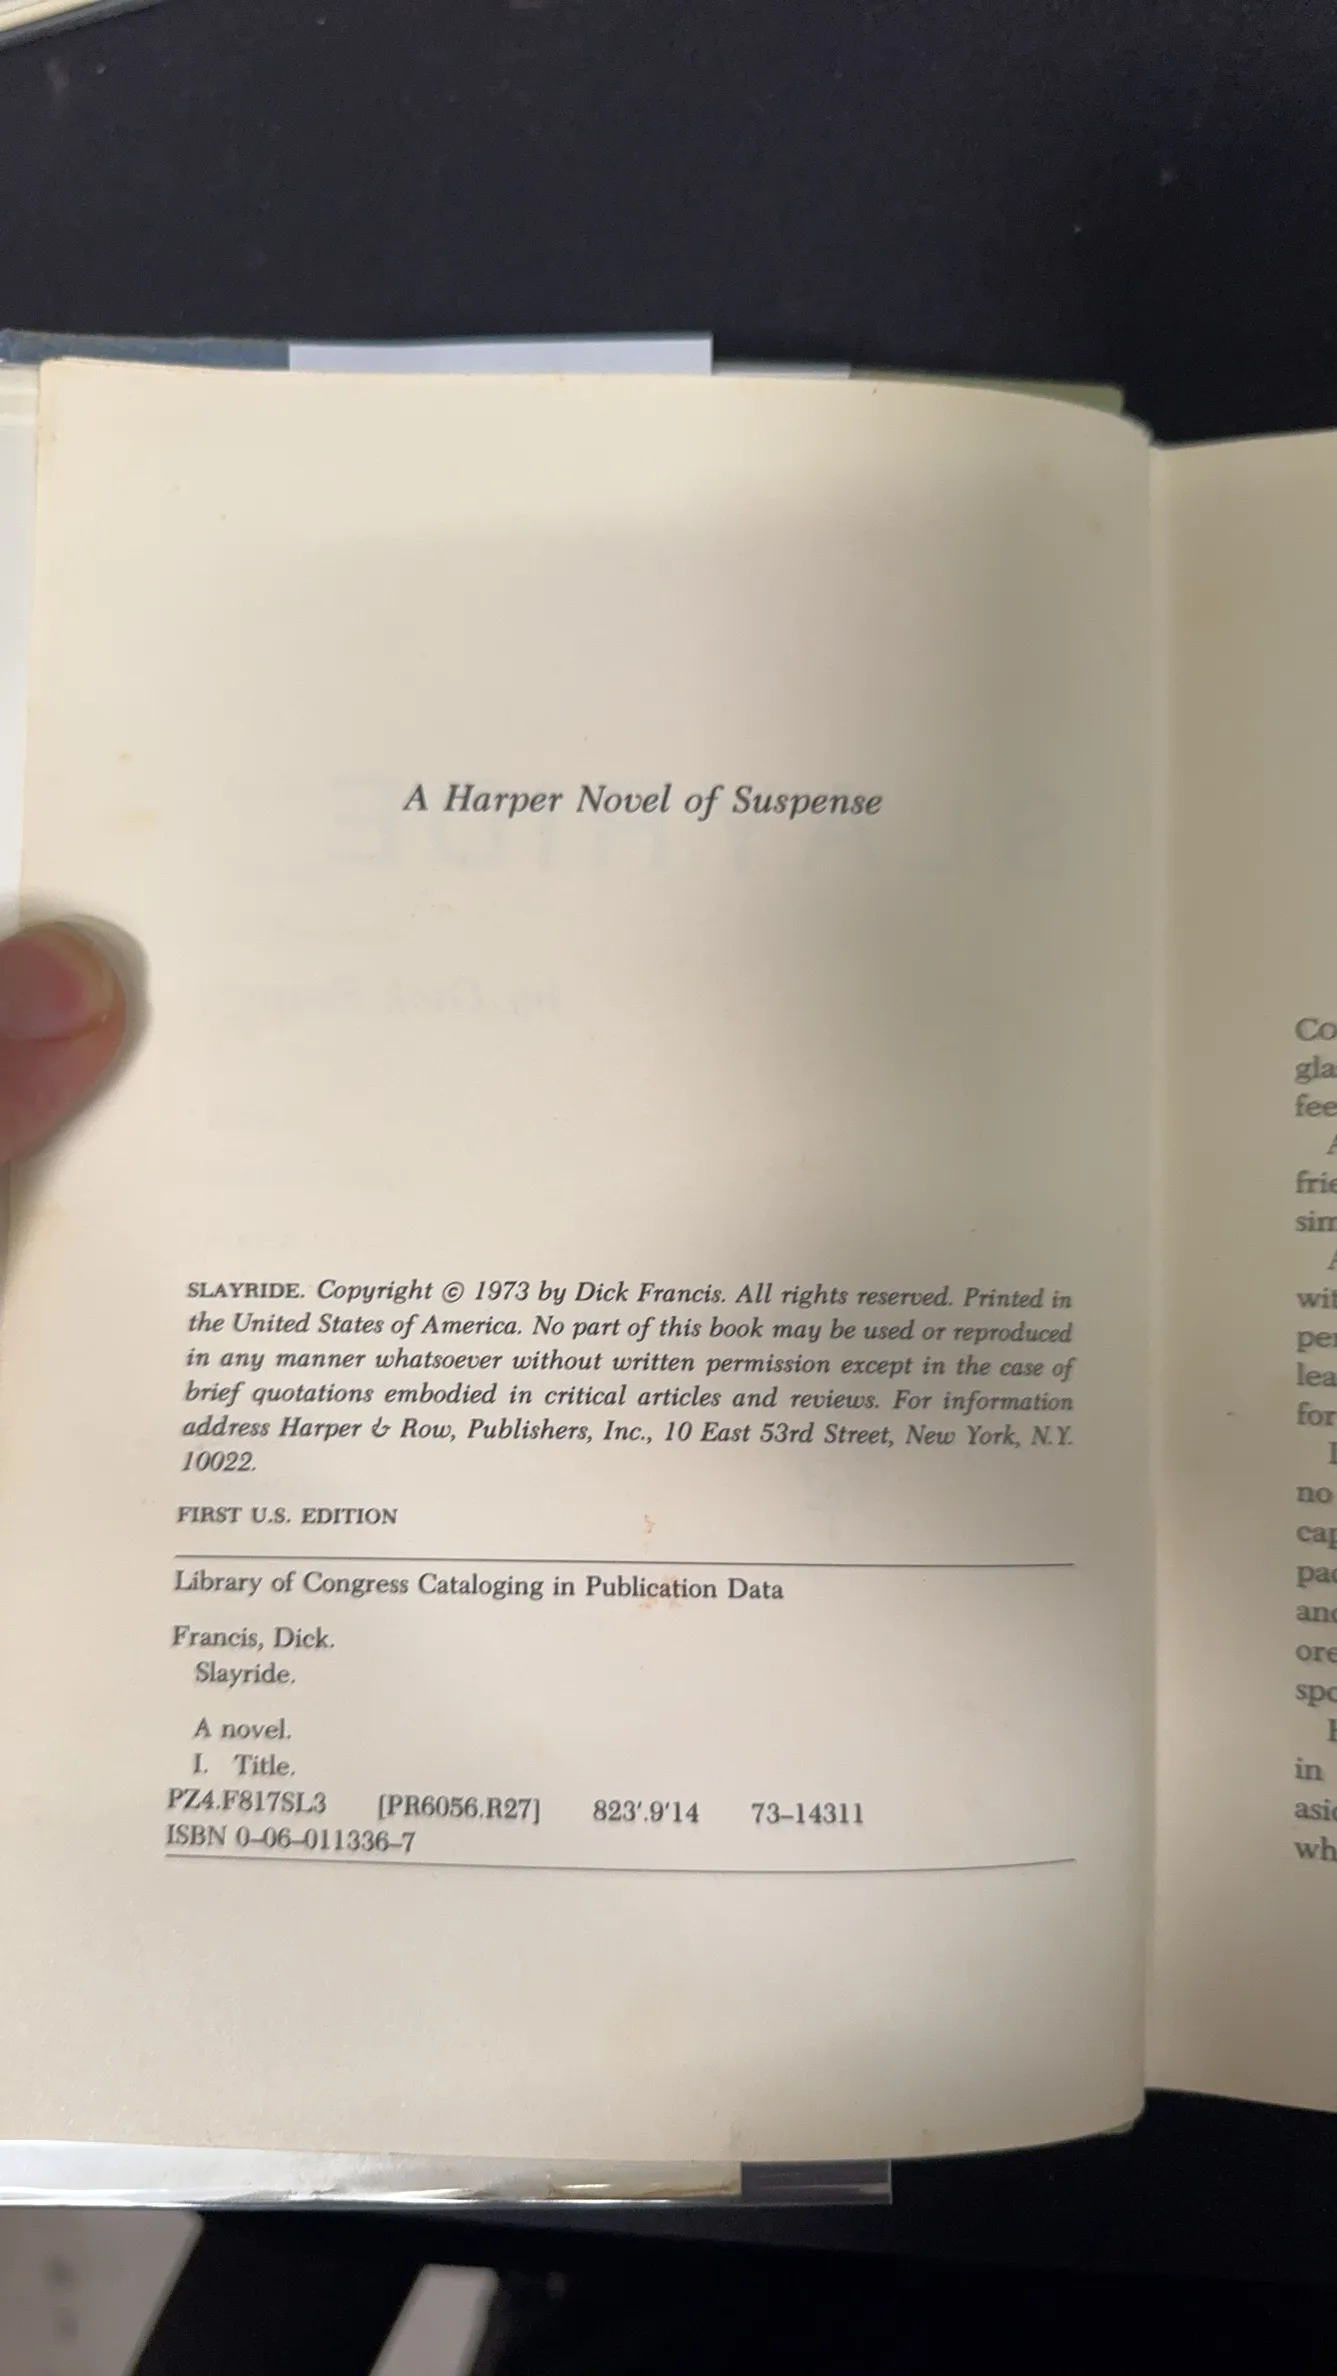 A Harper Novel of Suspense
SLAYRIDE. Copyright © 1973 by Dick Francis. All rights reserved. Printed in
the United States of America. No part of this book may be used or reproduced
in any manner whatsoever without written permission except in the case of
brief quotations embodied in critical articles and reviews. For information
address Harper & Row, Publishers, Inc., 10 East 53rd Street, New York, N.Y.
10022.
FIRST U.S. EDITION
Library of Congress Cataloging in Publication Data
Francis, Dick.
Slayride.
A novel.
I. Title.
PZ4.F817SL3 [PR6056.R27] 823'.9'14 73–14311
ISBN 0–06–011336–7
no
in